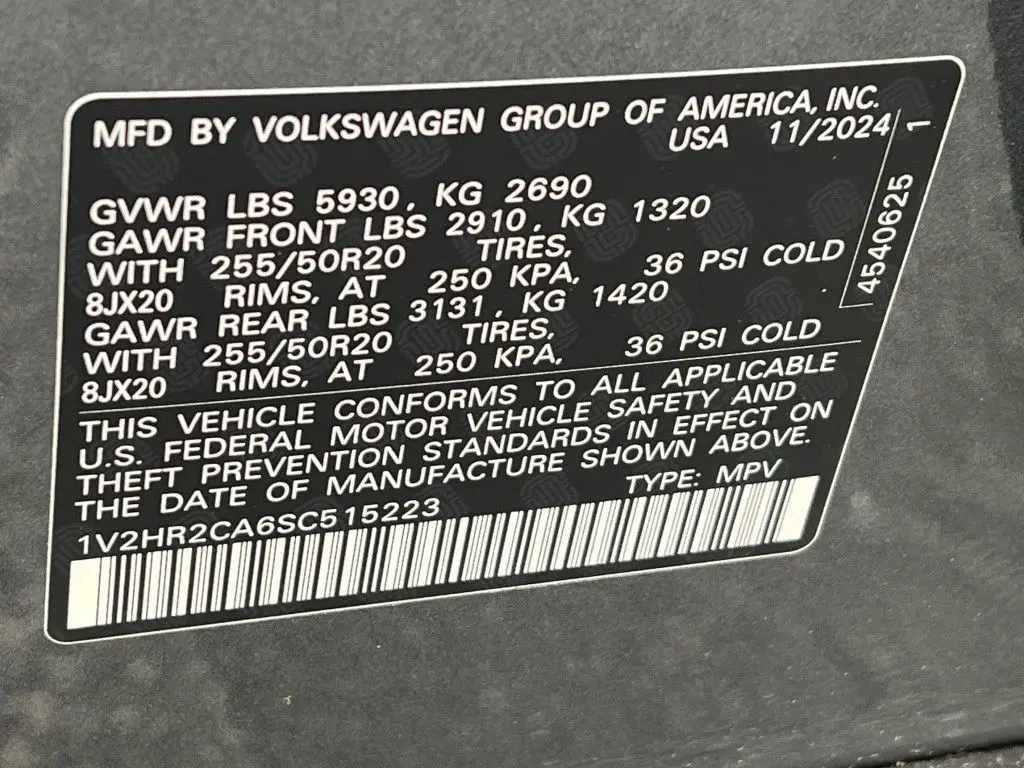 MFD BY VOLKSWAGEN GROUP OF AMERICA, INC.
USA 11/2024
GVWR LBS 5930, KG 2690
GAWR FRONT LBS 2910, KG 1320
WITH 255/50R20 TIRES,
8JX20 RIMS, AT 250 KPA, 36 PSI COLD
GAWR REAR LBS 3131, KG 1420
WITH 255/50R20 TIRES,
8JX20 RIMS, AT 250 KPA, 36 PSI COLD
THIS VEHICLE CONFORMS TO ALL APPLICABLE
U.S. FEDERAL MOTOR VEHICLE SAFETY AND
THEFT PREVENTION STANDARDS IN EFFECT ON
THE DATE OF MANUFACTURE SHOWN ABOVE.
1V2HR2CA6SC515223 TYPE: MPV
4540625 1